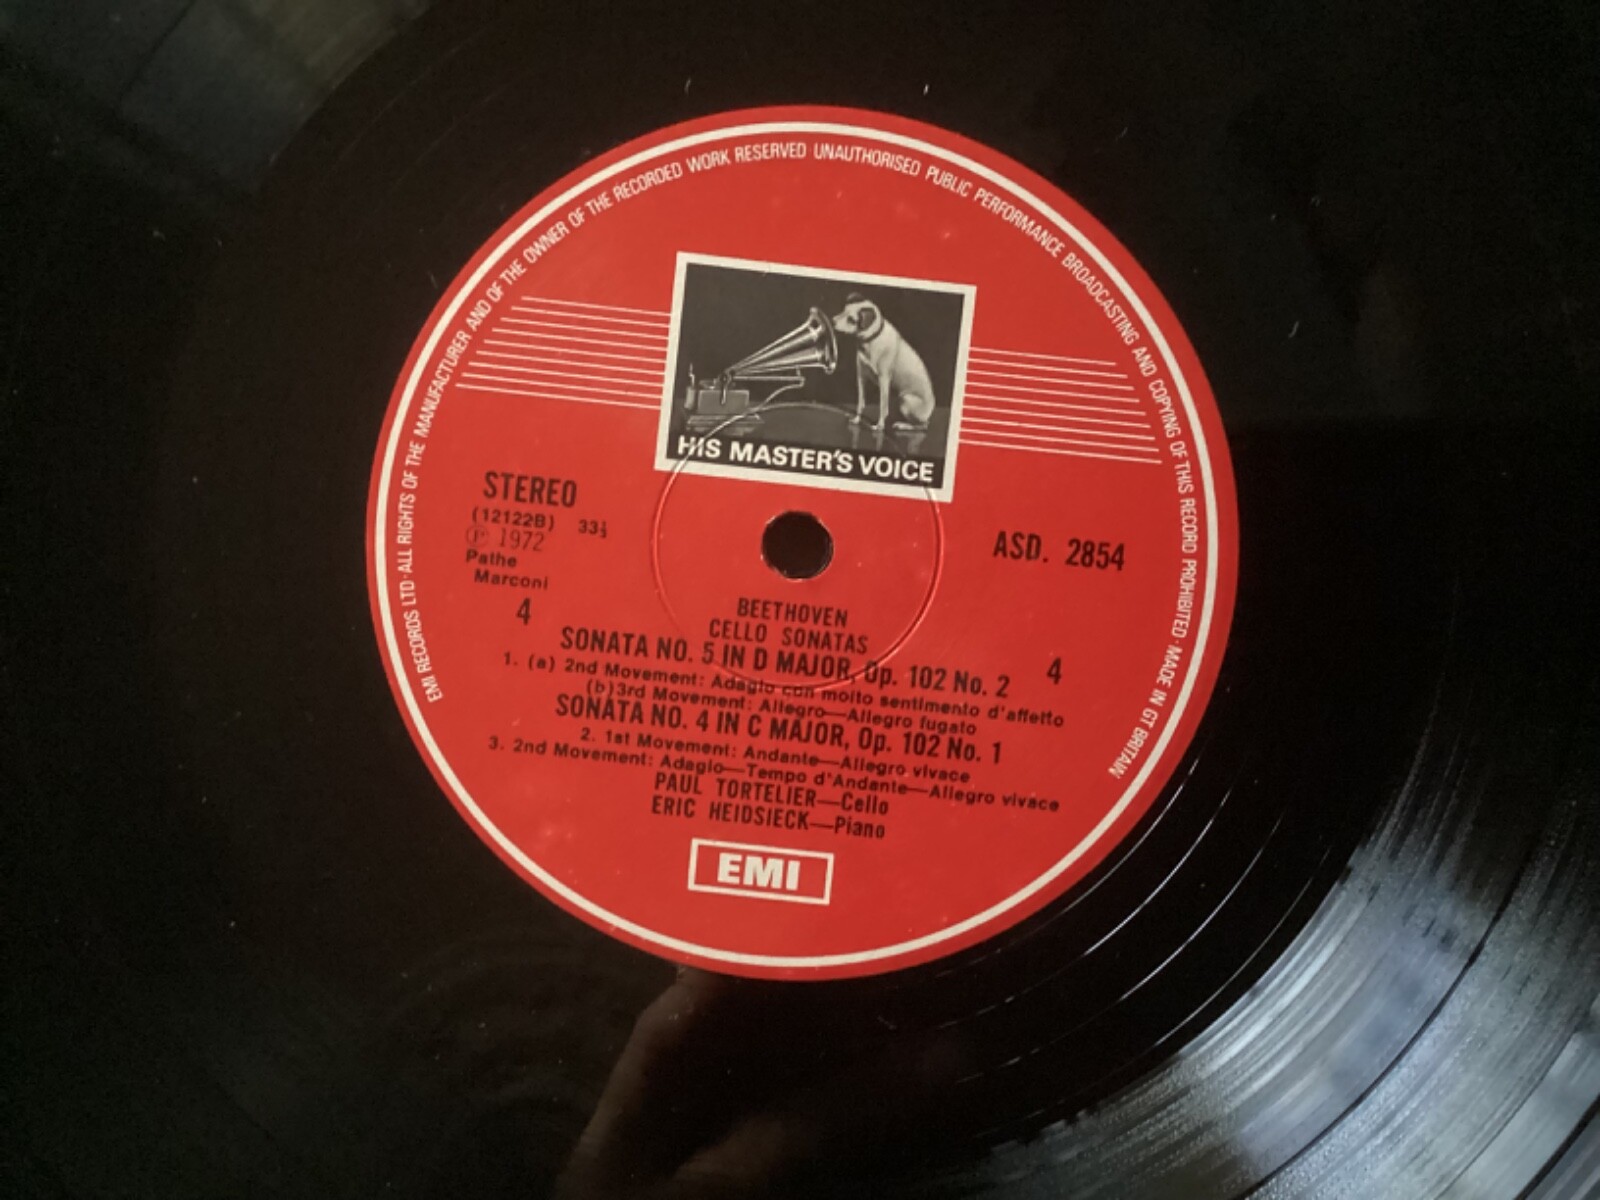 EMI RECORDS LTD·ALL RIGHTS OF THE MANUFACTURER AND OF THE OWNER OF THE RECORDED WORK RESERVED UNAUTHORISED PUBLIC PERFORMANCE BROADCASTING AND COPYING OF THIS RECORD PROHIBITED·MADE IN GT BRITAIN
HIS MASTER'S VOICE
STEREO
(12122B) 33⅓
Ⓟ 1972
Pathe
Marconi
4
ASD. 2854
BEETHOVEN
CELLO SONATAS
SONATA NO. 5 IN D MAJOR, Op. 102 No. 2
4
1. (a) 2nd Movement: Adagio con molto sentimento d'affetto
(b) 3rd Movement: Allegro—Allegro fugato
SONATA NO. 4 IN C MAJOR, Op. 102 No. 1
2. 1st Movement: Andante—Allegro vivace
3. 2nd Movement: Adagio—Tempo d'Andante—Allegro vivace
PAUL TORTELIER—Cello
ERIC HEIDSIECK—Piano
EMI